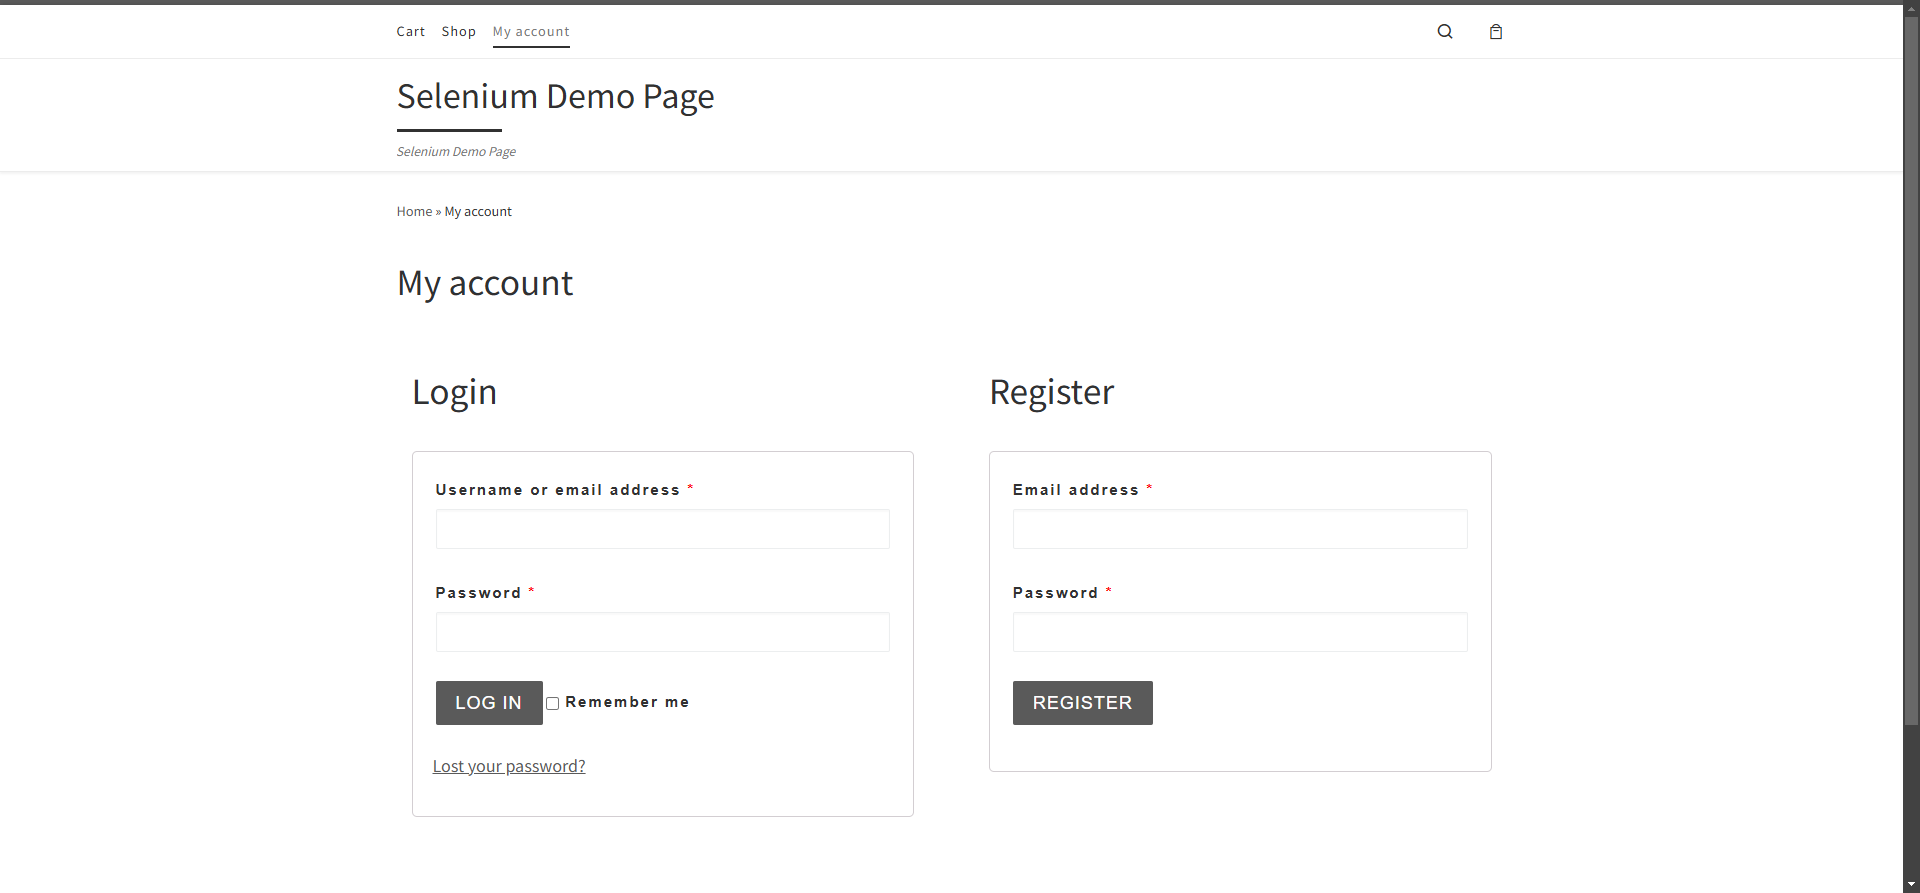 Cart Shop My account
Selenium Demo Page
Selenium Demo Page
Home » My account
My account
Login
Username or email address *
Password *
LOG IN Remember me
Lost your password?
Register
Email address *
Password *
REGISTER